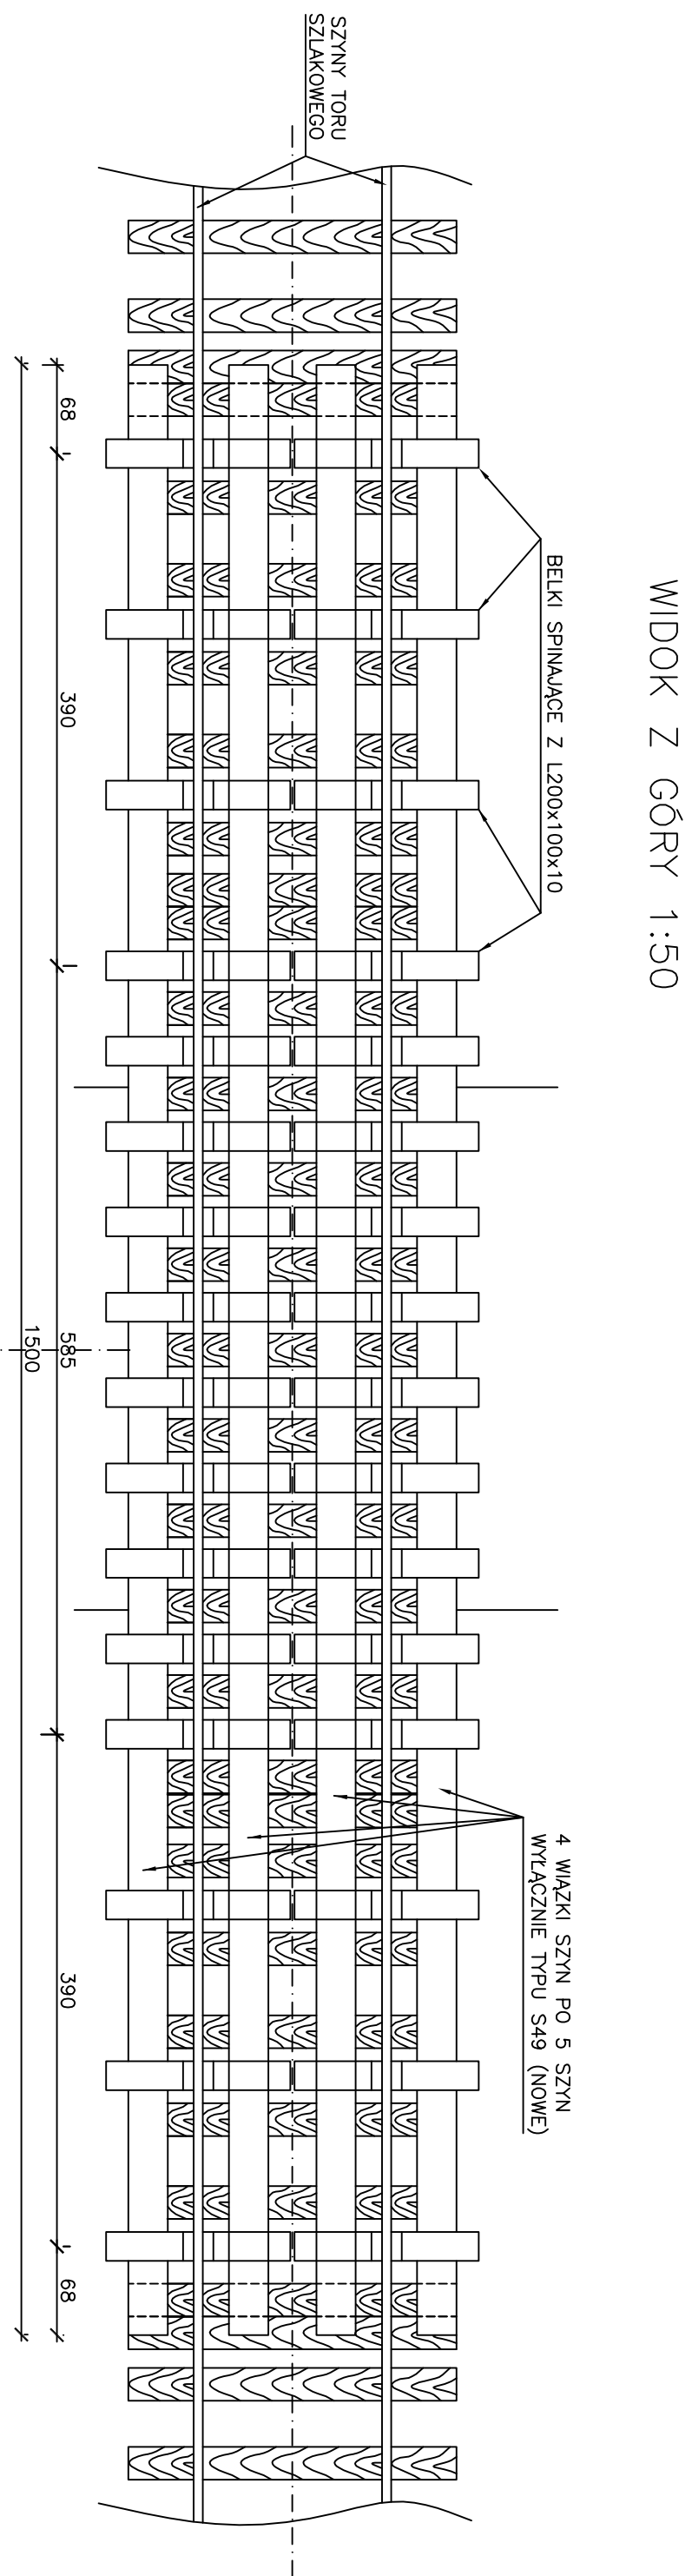 WIDOK Z GÓRY 1:50
BELKI SPINAJĄCE Z L200x100x10
4 WIĄZKI SZYN PO 5 SZYN
WYŁĄCZNIE TYPU S49 (NOWE)
SZYNY TORU
SZLAKOWEGO
68
390
585
390
68
1500